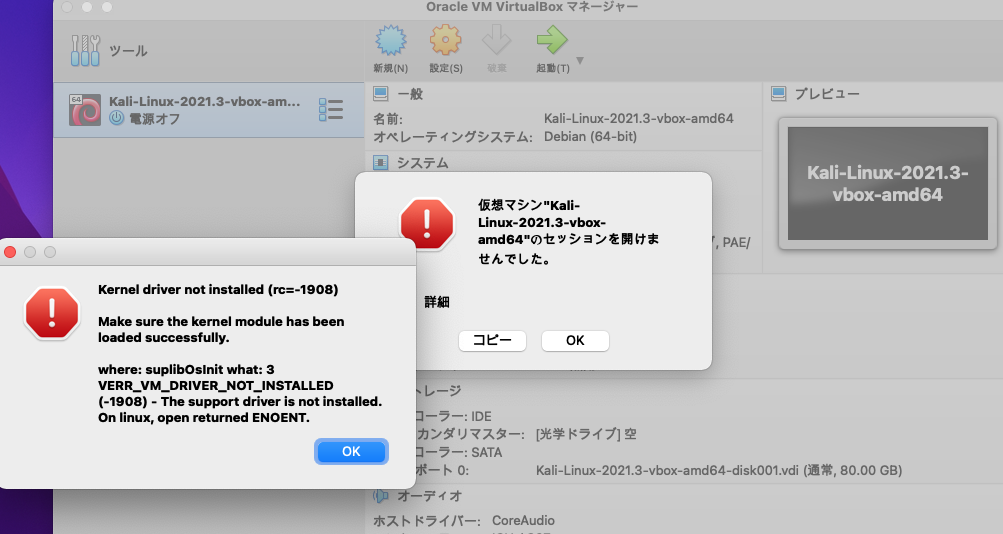 Oracle VM VirtualBox マネージャー
ツール
新規(N)
設定(S)
破棄
起動(T)
64
Kali-Linux-2021.3-vbox-am...
電源オフ
一般
名前: Kali-Linux-2021.3-vbox-amd64
オペレーティングシステム: Debian (64-bit)
システム
プレビュー
Kali-Linux-2021.3-
vbox-amd64
仮想マシン"Kali-
Linux-2021.3-vbox-
amd64"のセッションを開けま
せんでした。
詳細
コピー
OK
, PAE/
Kernel driver not installed (rc=-1908)
Make sure the kernel module has been
loaded successfully.
where: suplibOsInit what: 3
VERR_VM_DRIVER_NOT_INSTALLED
(-1908) - The support driver is not installed.
On linux, open returned ENOENT.
OK
トレージ
ローラー: IDE
カンダリマスター: [光学ドライブ] 空
ローラー: SATA
ポート 0: Kali-Linux-2021.3-vbox-amd64-disk001.vdi (通常, 80.00 GB)
オーディオ
ホストドライバー: CoreAudio